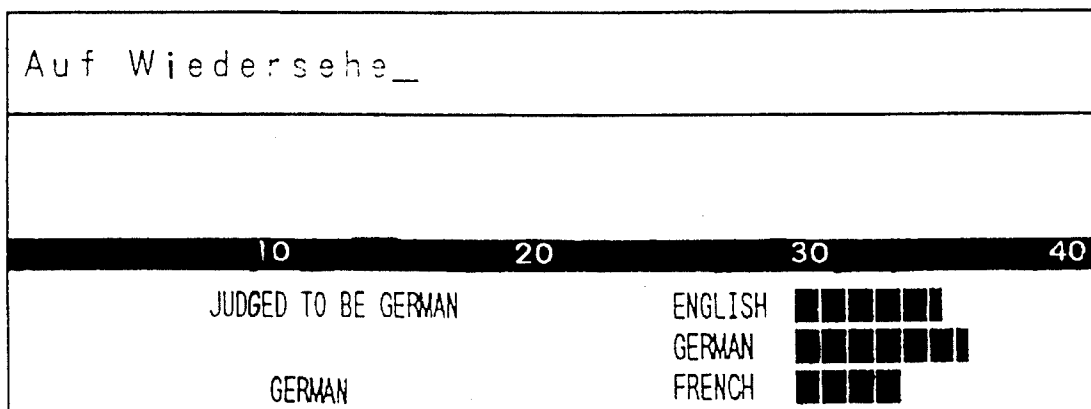 Auf Wiedersehe_
10 20 30 40
JUDGED TO BE GERMAN ENGLISH
GERMAN
GERMAN FRENCH